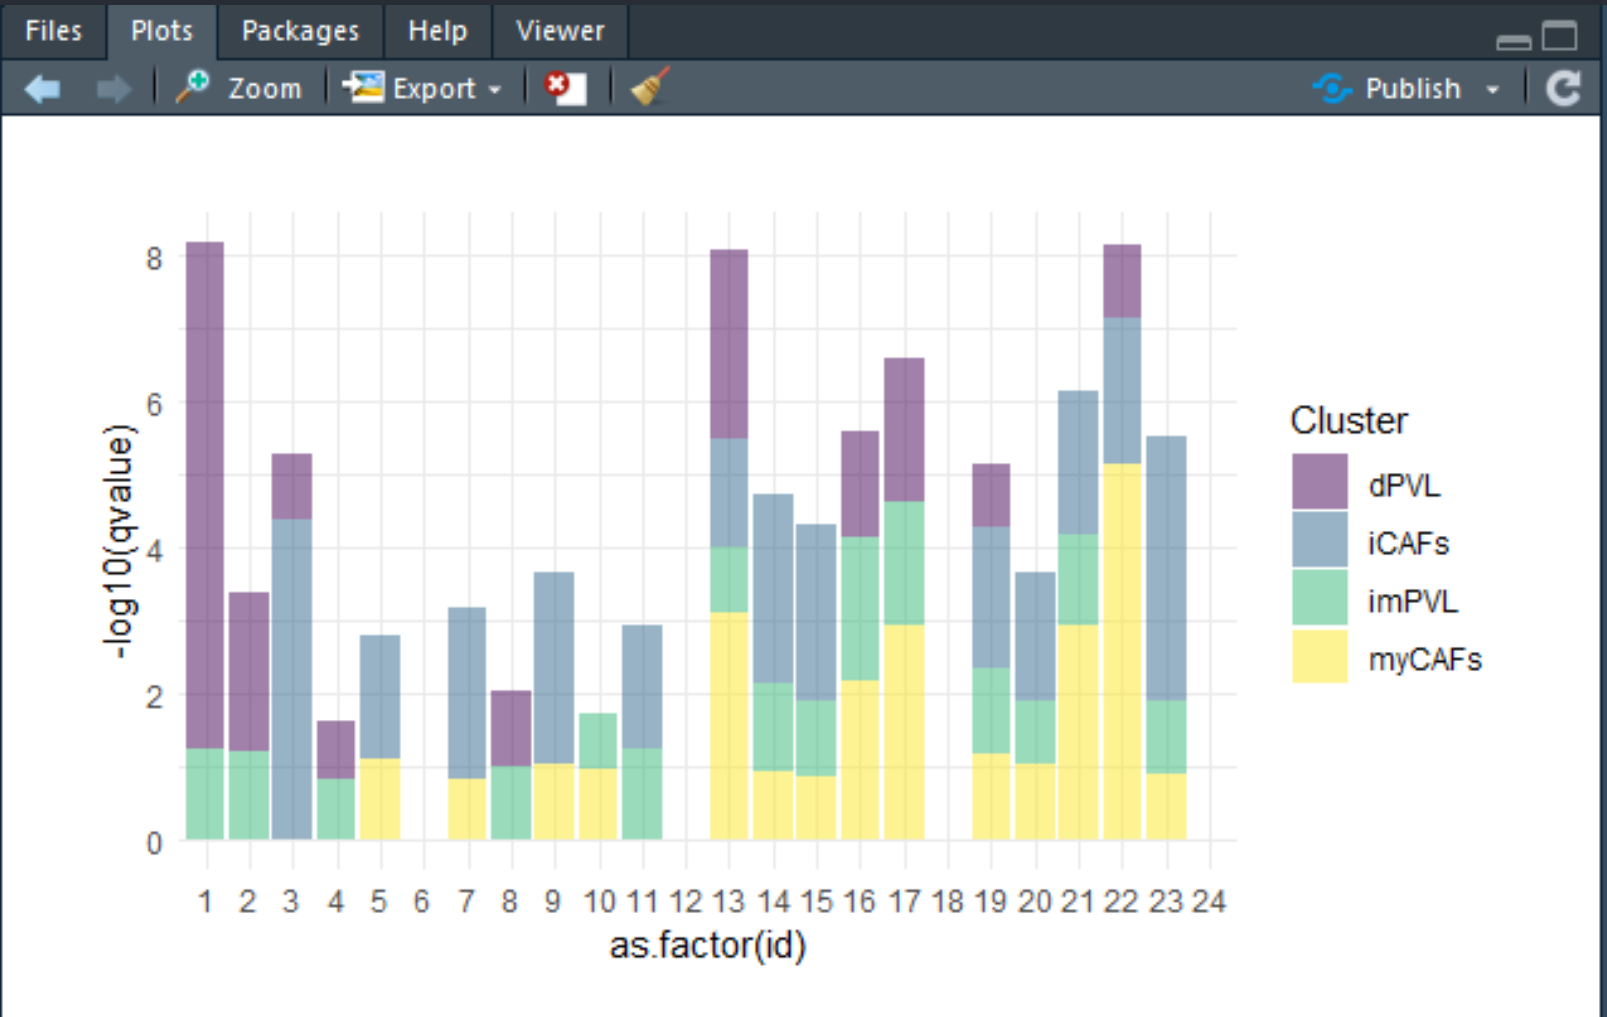 Files Plots Packages Help Viewer
Zoom Export Publish
8
6
4
2
0
-log10(qvalue)
1 2 3 4 5 6 7 8 9 10 11 12 13 14 15 16 17 18 19 20 21 22 23 24
as.factor(id)
Cluster
dPVL
iCAFs
imPVL
myCAFs